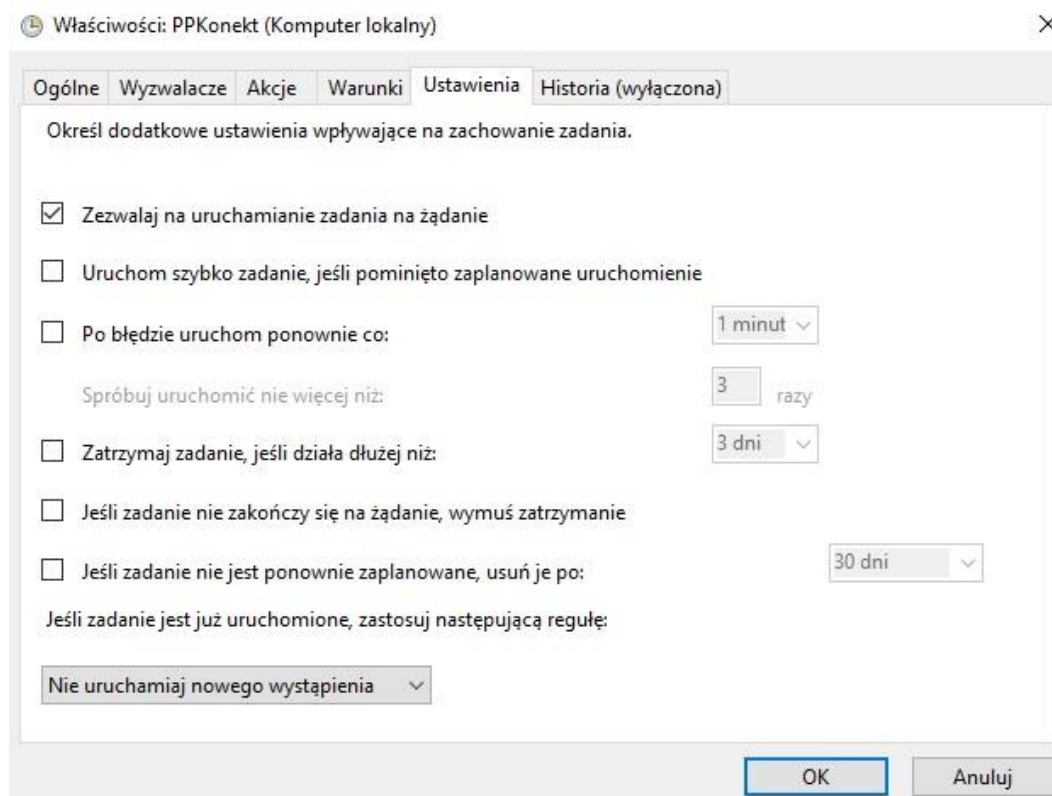 Właściwości: PPKonekt (Komputer lokalny)
Ogólne Wyzwalacze Akcje Warunki Ustawienia Historia (wyłączona)
Określ dodatkowe ustawienia wpływające na zachowanie zadania.
Zezwalaj na uruchamianie zadania na żądanie
Uruchom szybko zadanie, jeśli pominięto zaplanowane uruchomienie
Po błędzie uruchom ponownie co: 1 minut
Spróbuj uruchomić nie więcej niż: 3 razy
Zatrzymaj zadanie, jeśli działa dłużej niż: 3 dni
Jeśli zadanie nie zakończy się na żądanie, wymuś zatrzymanie
Jeśli zadanie nie jest ponownie zaplanowane, usuń je po: 30 dni
Jeśli zadanie jest już uruchomione, zastosuj następującą regułę:
Nie uruchamiaj nowego wystąpienia
OK Anuluj